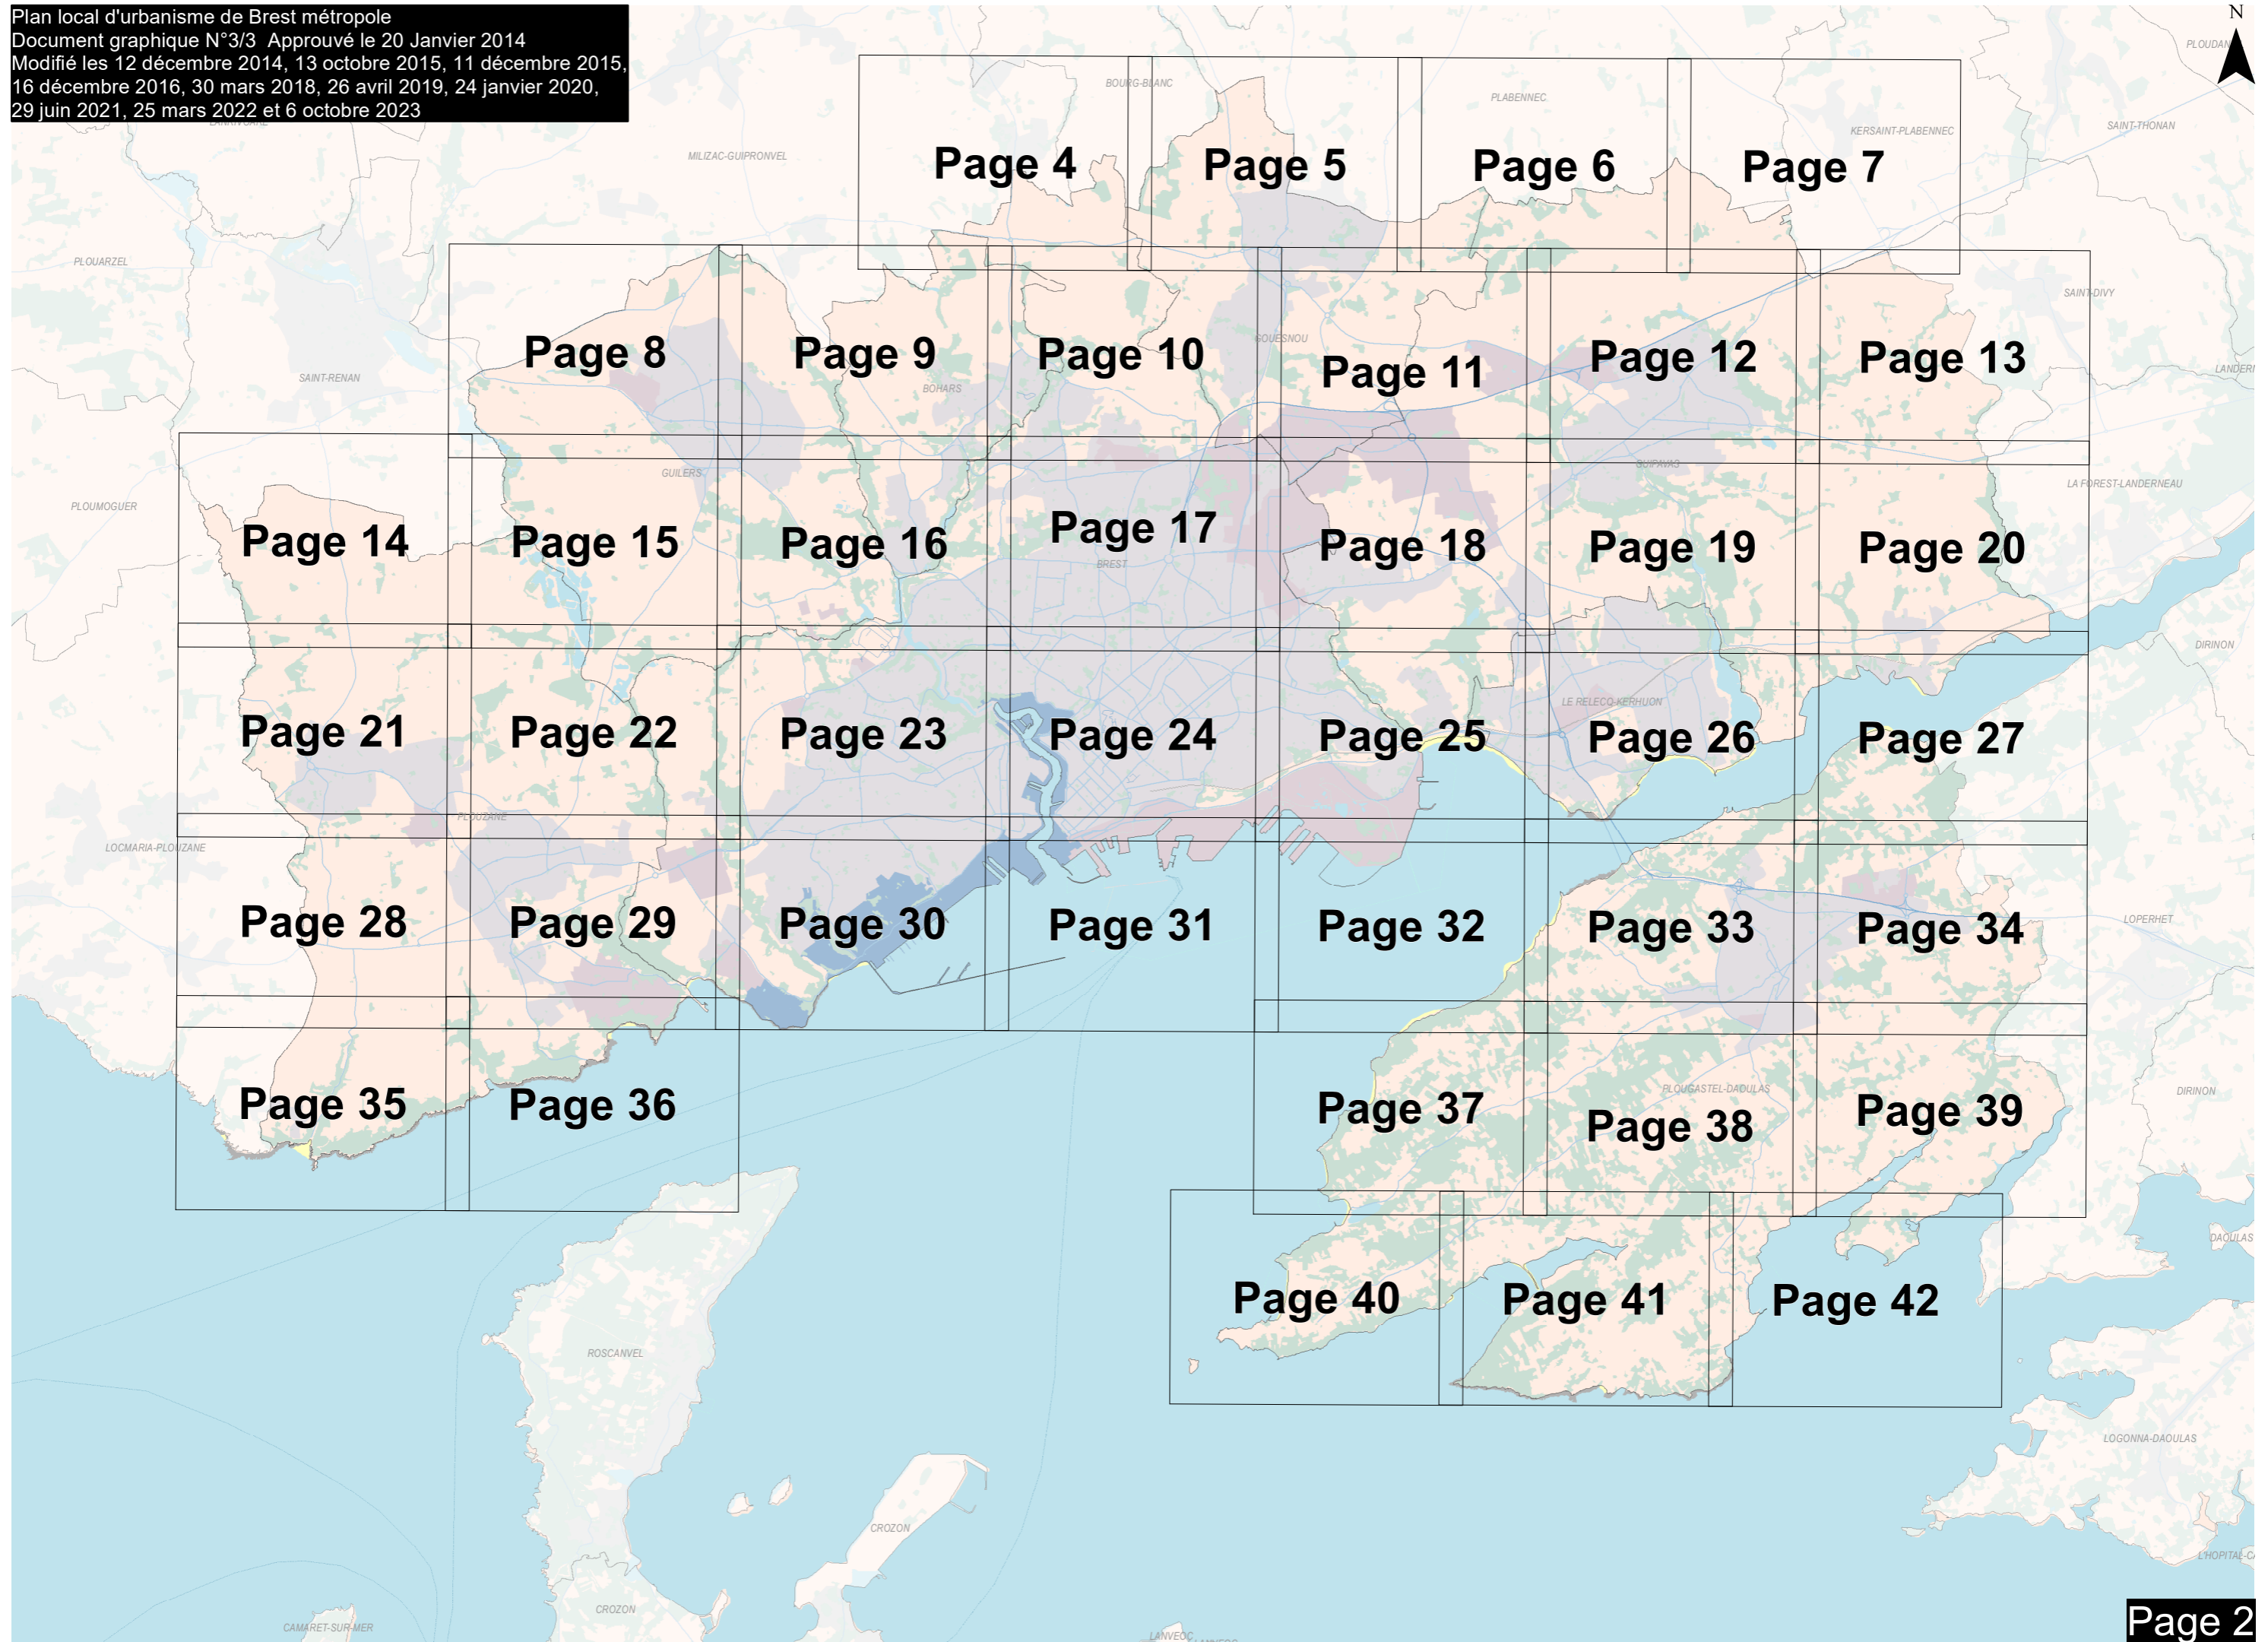 Plan local d'urbanisme de Brest métropole
Document graphique N°3/3 Approuvé le 20 Janvier 2014
Modifié les 12 décembre 2014, 13 octobre 2015, 11 décembre 2015,
16 décembre 2016, 30 mars 2018, 26 avril 2019, 24 janvier 2020,
29 juin 2021, 25 mars 2022 et 6 octobre 2023
N
BOURG-BLANC
PLABENNEC
KERSAINT-PLABENNEC
SAINT-THONAN
MILIZAC-GUIPRONVEL
Page 4
Page 5
Page 6
Page 7
PLOUARZEL
SAINT-DIVY
SAINT-RENAN
BOHARS
GOUESNOU
Page 8
Page 9
Page 10
Page 11
Page 12
Page 13
PLOUMOGUER
GUILERS
GUIPAVAS
LA FOREST-LANDERNEAU
Page 14
Page 15
Page 16
Page 17
BREST
Page 18
Page 19
Page 20
DIRINON
LE RELECQ-KERHUON
Page 21
Page 22
Page 23
Page 24
Page 25
Page 26
Page 27
PLOUZANE
LOCMARIA-PLOUZANE
LOPERHET
Page 28
Page 29
Page 30
Page 31
Page 32
Page 33
Page 34
PLOUGASTEL-DAOULAS
DIRINON
Page 35
Page 36
Page 37
Page 38
Page 39
DAOULAS
Page 40
Page 41
Page 42
ROSCANVEL
LOGONNA-DAOULAS
CROZON
L'HOPITAL-CA
CROZON
CAMARET-SUR-MER
LANVEOC
Page 2